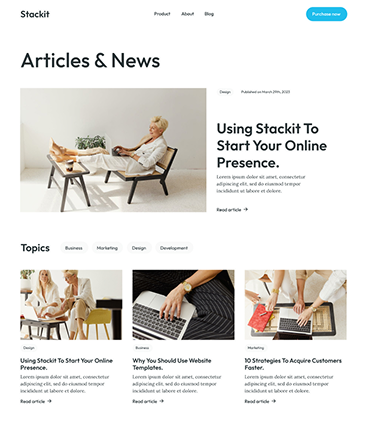 Stackit
Product About Blog
Purchase now
Articles & News
Design Published on March 29th, 2023
Using Stackit To
Start Your Online
Presence.
Lorem ipsum dolor sit amet, consectetur
adipiscing elit, sed do eiusmod tempor
incididunt ut labore et dolore.
Read article →
Topics
Business Marketing Design Development
Design
Using Stackit To Start Your Online
Presence.
Lorem ipsum dolor sit amet, consectetur
adipiscing elit, sed do eiusmod tempor
incididunt ut labore et dolore.
Read article →
Business
Why You Should Use Website
Templates.
Lorem ipsum dolor sit amet, consectetur
adipiscing elit, sed do eiusmod tempor
incididunt ut labore et dolore.
Read article →
Marketing
10 Strategies To Acquire Customers
Faster.
Lorem ipsum dolor sit amet, consectetur
adipiscing elit, sed do eiusmod tempor
incididunt ut labore et dolore.
Read article →